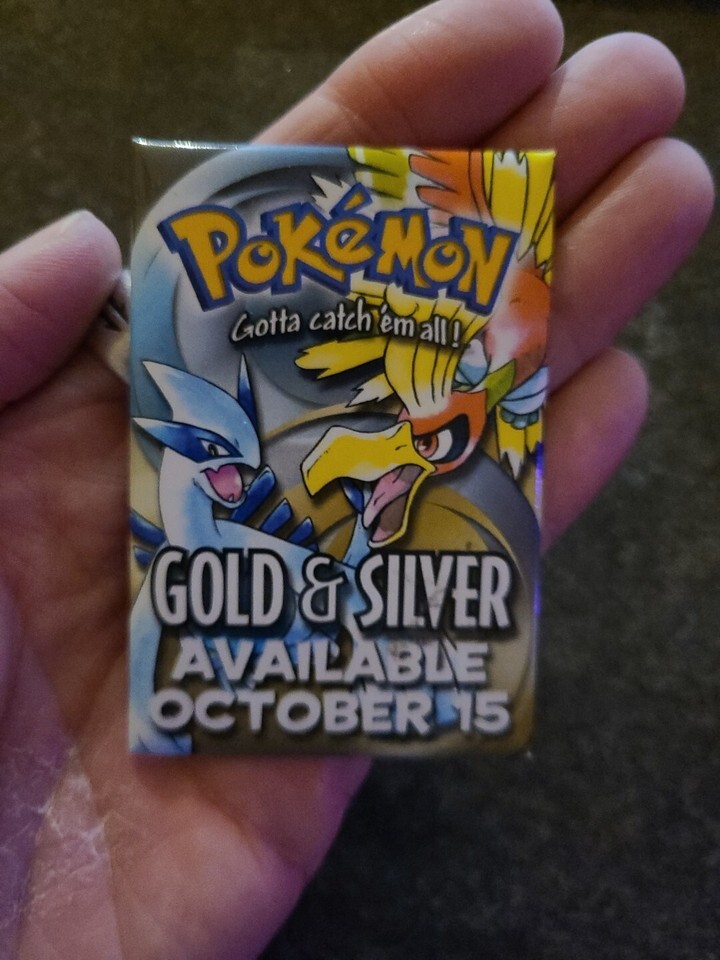 POKéMON
Gotta catch 'em all!
GOLD & SILVER
AVAILABLE
OCTOBER 15